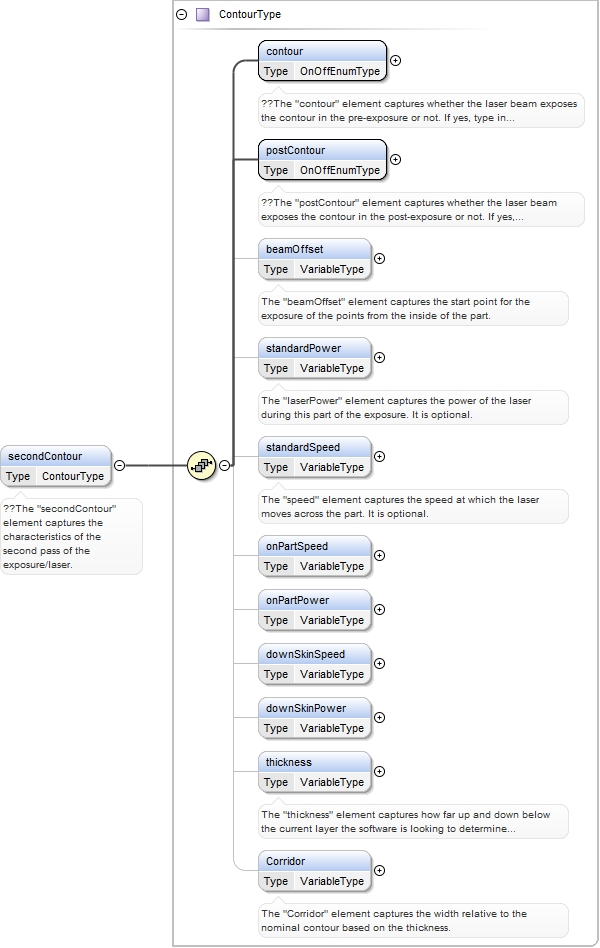 ContourType
contour
Type OnOffEnumType
??The "contour" element captures whether the laser beam exposes
the contour in the pre-exposure or not. If yes, type in...
postContour
Type OnOffEnumType
??The "postContour" element captures whether the laser beam
exposes the contour in the post-exposure or not. If yes,...
beamOffset
Type VariableType
The "beamOffset" element captures the start point for the
exposure of the points from the inside of the part.
standardPower
Type VariableType
The "laserPower" element captures the power of the laser
during this part of the exposure. It is optional.
standardSpeed
Type VariableType
The "speed" element captures the speed at which the laser
moves across the part. It is optional.
secondContour
Type ContourType
??The "secondContour"
element captures the
characteristics of the
second pass of the
exposure/laser.
onPartSpeed
Type VariableType
onPartPower
Type VariableType
downSkinSpeed
Type VariableType
downSkinPower
Type VariableType
thickness
Type VariableType
The "thickness" element captures how far up and down below
the current layer the software is looking to determine...
Corridor
Type VariableType
The "Corridor" element captures the width relative to the
nominal contour based on the thickness.